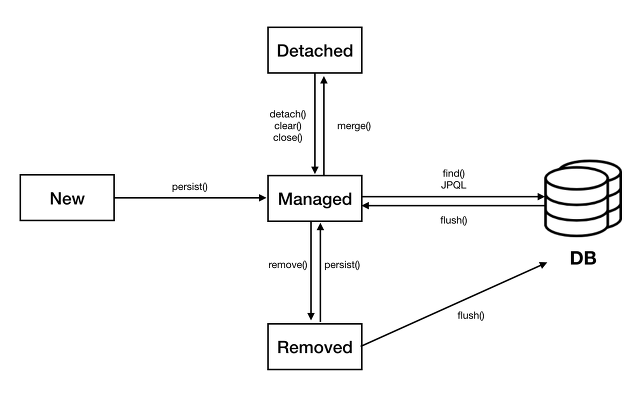 Detached
detach()
clear()
close()
merge()
New
persist()
Managed
find()
JPQL
flush()
DB
remove()
persist()
flush()
Removed